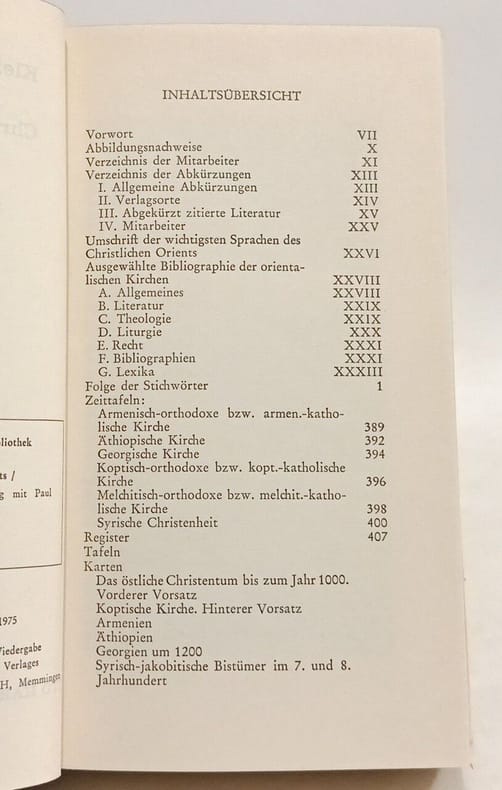 INHALTSÜBERSICHT
Vorwort VII
Abbildungsnachweise X
Verzeichnis der Mitarbeiter XI
Verzeichnis der Abkürzungen XIII
I. Allgemeine Abkürzungen XIII
II. Verlagsorte XIV
III. Abgekürzt zitierte Literatur XV
IV. Mitarbeiter XXV
Umschrift der wichtigsten Sprachen des
Christlichen Orients XXVI
Ausgewählte Bibliographie der orienta-
lischen Kirchen XXVIII
A. Allgemeines XXVIII
B. Literatur XXIX
C. Theologie XXIX
D. Liturgie XXX
E. Recht XXXI
F. Bibliographien XXXI
G. Lexika XXXIII
Folge der Stichwörter 1
Zeittafeln:
Armenisch-orthodoxe bzw. armen.-katho-
lische Kirche 389
Äthiopische Kirche 392
Georgische Kirche 394
Koptisch-orthodoxe bzw. kopt.-katholische
Kirche 396
Melchitisch-orthodoxe bzw. melchit.-katho-
lische Kirche 398
Syrische Christenheit 400
Register 407
Tafeln
Karten
Das östliche Christentum bis zum Jahr 1000.
Vorderer Vorsatz
Koptische Kirche. Hinterer Vorsatz
Armenien
Äthiopien
Georgien um 1200
Syrisch-jakobitische Bistümer im 7. und 8.
Jahrhundert
bliothek
ts /
g mit Paul
1975
Wiedergabe
Verlages
H, Memminger